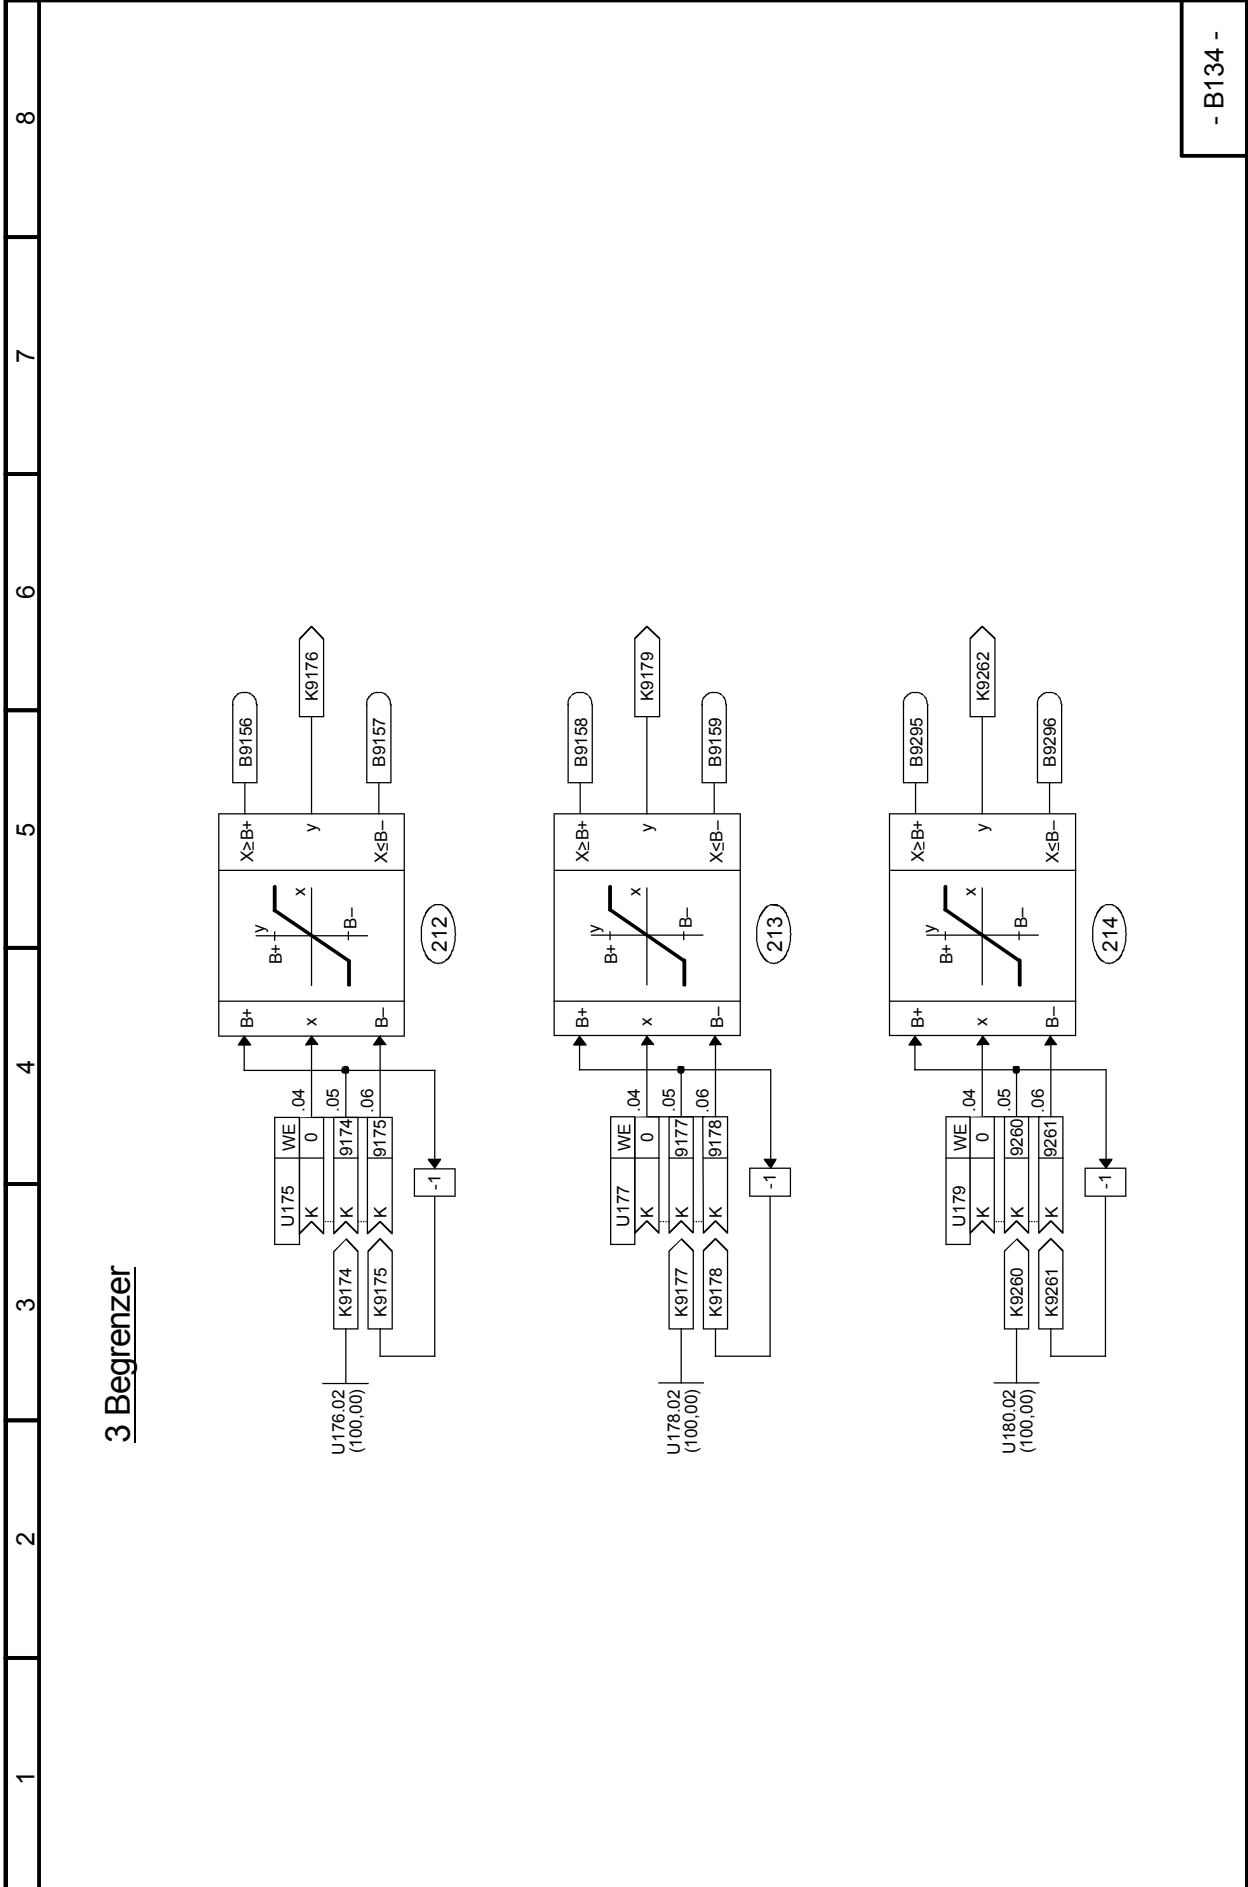 1 2 3 4 5 6 7 8
3 Begrenzer
U175 WE
K 0 .04
U176.02
(100,00)
K9174 K 9174 .05
K9175 K 9175 .06
-1
B+
x
B–
y
B+
x
B–
X≥B+
y
X≤B–
B9156
K9176
B9157
212
U177 WE
K 0 .04
U178.02
(100,00)
K9177 K 9177 .05
K9178 K 9178 .06
-1
B+
x
B–
y
B+
x
B–
X≥B+
y
X≤B–
B9158
K9179
B9159
213
U179 WE
K 0 .04
U180.02
(100,00)
K9260 K 9260 .05
K9261 K 9261 .06
-1
B+
x
B–
y
B+
x
B–
X≥B+
y
X≤B–
B9295
K9262
B9296
214
- B134 -